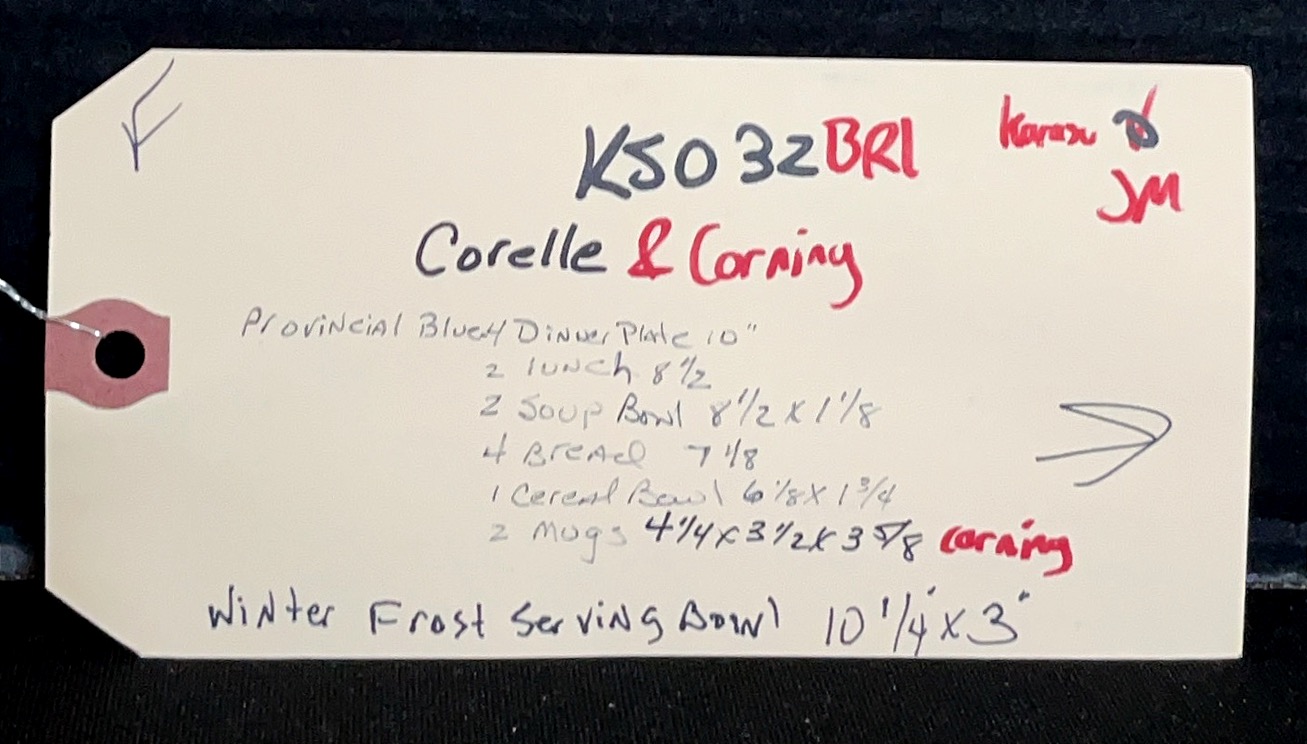 F
KSO32BR1
JM
Corelle & Corning
Provincial Blue 4 Dinner Plate 10"
2 lunch 8 1/2
2 Soup Bowl 8 1/2 x 1 1/8
4 Bread 7 1/8
1 Cereal Bowl 6 1/8 x 1 3/4
2 Mugs 4 1/4 x 3 1/2 x 3 5/8 Corning
Winter Frost Serving Bowl 10 1/4" x 3"